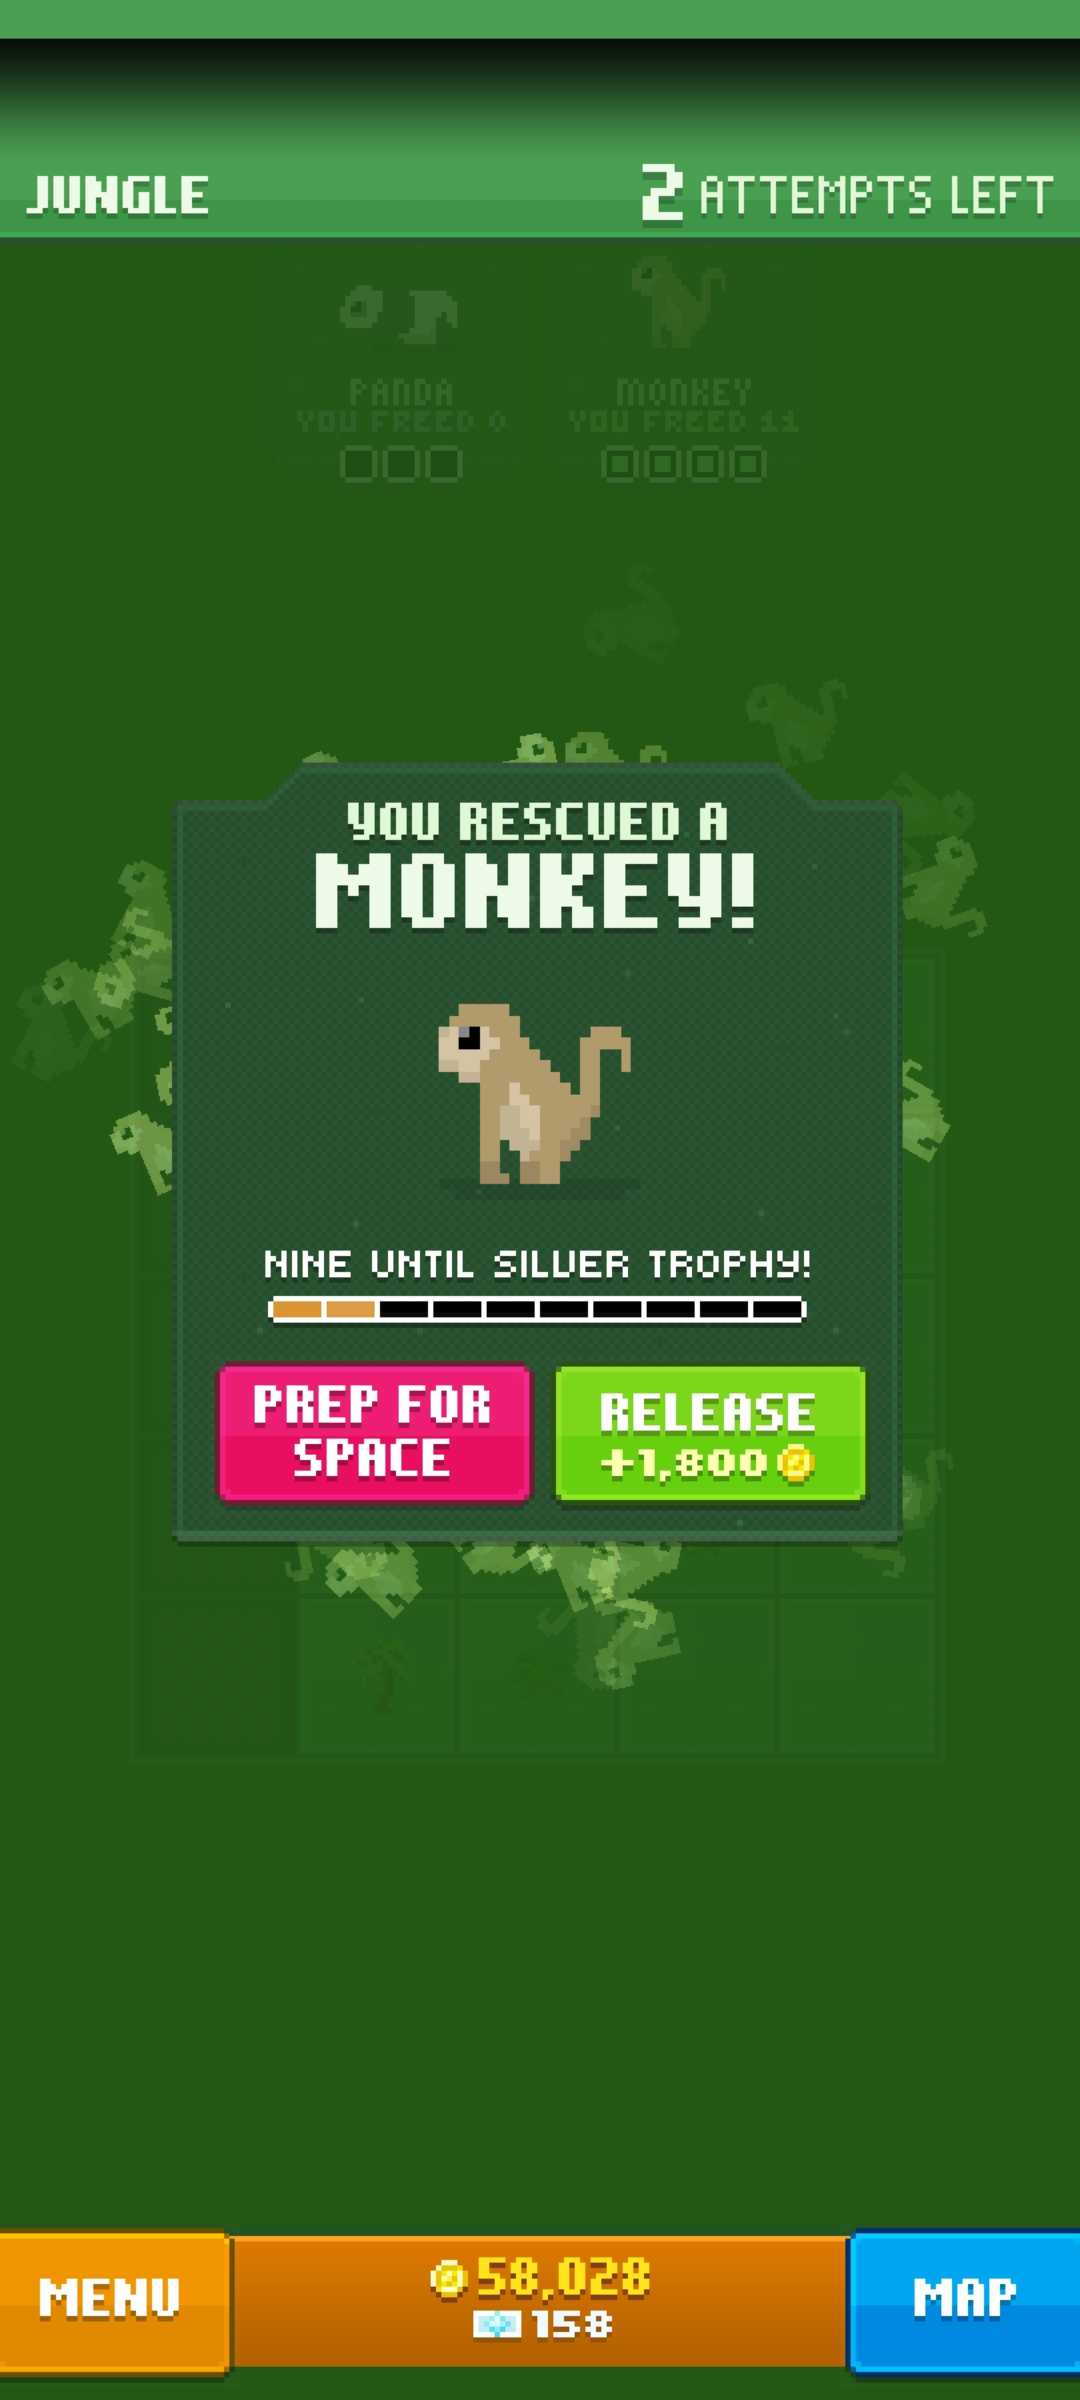 JUNGLE
2 ATTEMPTS LEFT
PANDA
YOU FREED 0
MONKEY
YOU FREED 11
YOU RESCUED A
MONKEY!
NINE UNTIL SILVER TROPHY!
PREP FOR
SPACE
RELEASE
+1,800
MENU
58,028
158
MAP